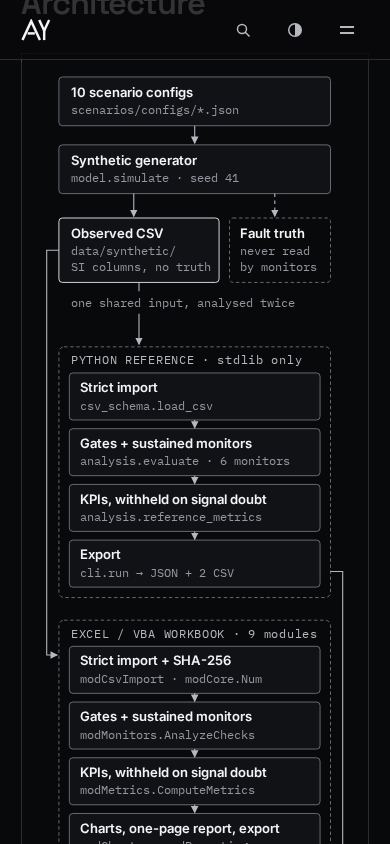 Architecture
AY
10 scenario configs
scenarios/configs/*.json
Synthetic generator
model.simulate · seed 41
Observed CSV
data/synthetic/
SI columns, no truth
Fault truth
never read
by monitors
one shared input, analysed twice
PYTHON REFERENCE · stdlib only
Strict import
csv_schema.load_csv
Gates + sustained monitors
analysis.evaluate · 6 monitors
KPIs, withheld on signal doubt
analysis.reference_metrics
Export
cli.run → JSON + 2 CSV
EXCEL / VBA WORKBOOK · 9 modules
Strict import + SHA-256
modCsvImport · modCore.Num
Gates + sustained monitors
modMonitors.AnalyzeChecks
KPIs, withheld on signal doubt
modMetrics.ComputeMetrics
Charts, one-page report, export